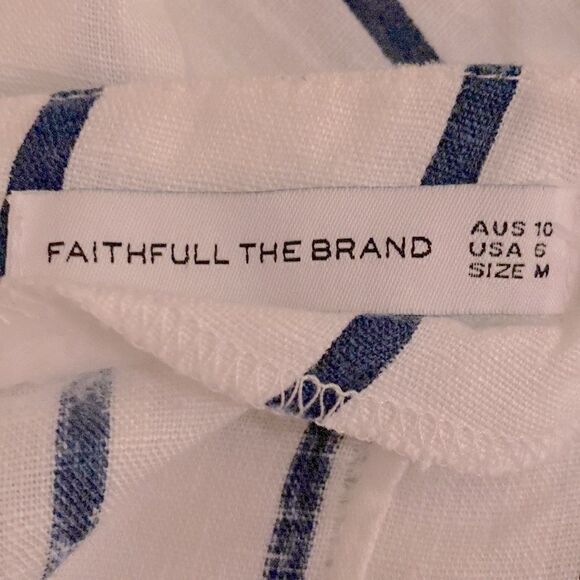 FAITHFULL THE BRAND
AUS 10
USA 6
SIZE M